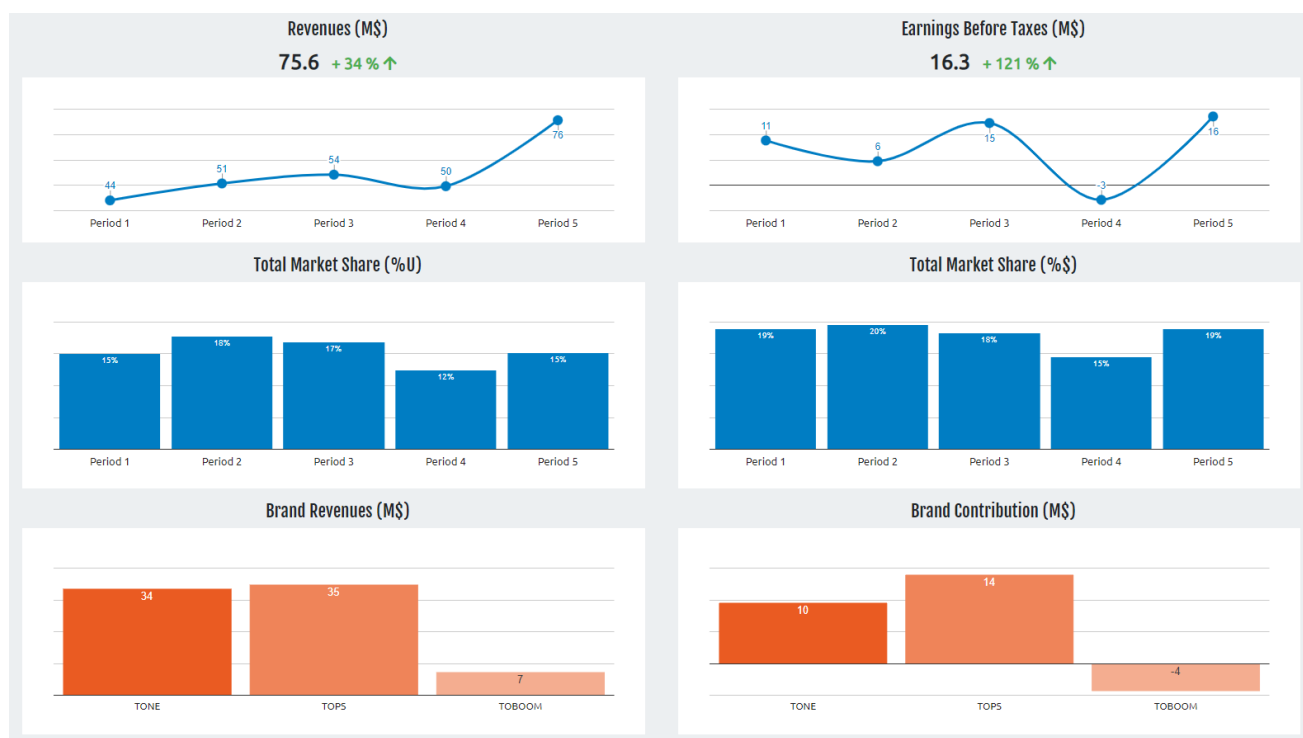 Revenues (M$)
75.6 + 34 % ↑
44
51
54
50
76
Period 1 Period 2 Period 3 Period 4 Period 5
Earnings Before Taxes (M$)
16.3 + 121 % ↑
11
6
15
-3
16
Period 1 Period 2 Period 3 Period 4 Period 5
Total Market Share (%U)
15% 18% 17% 12% 15%
Period 1 Period 2 Period 3 Period 4 Period 5
Total Market Share (%$)
19% 20% 18% 15% 19%
Period 1 Period 2 Period 3 Period 4 Period 5
Brand Revenues (M$)
34 35 7
TONE TOPS TOBOOM
Brand Contribution (M$)
10 14 -4
TONE TOPS TOBOOM